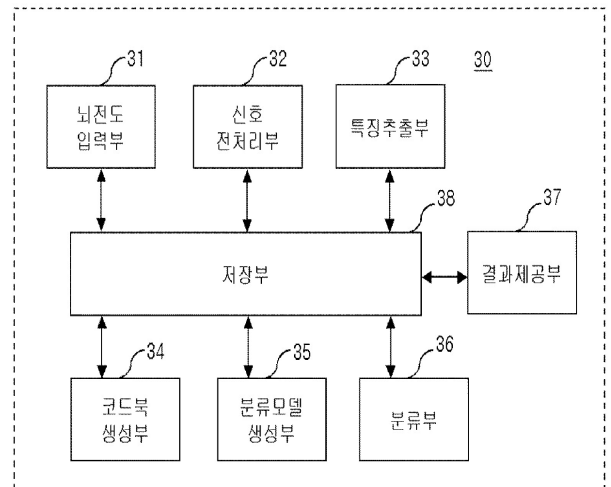 31
32
33
30
뇌전도
입력부
신호
전처리부
특징추출부
38
37
저장부
결과제공부
34
35
36
코드북
생성부
분류모델
생성부
분류부